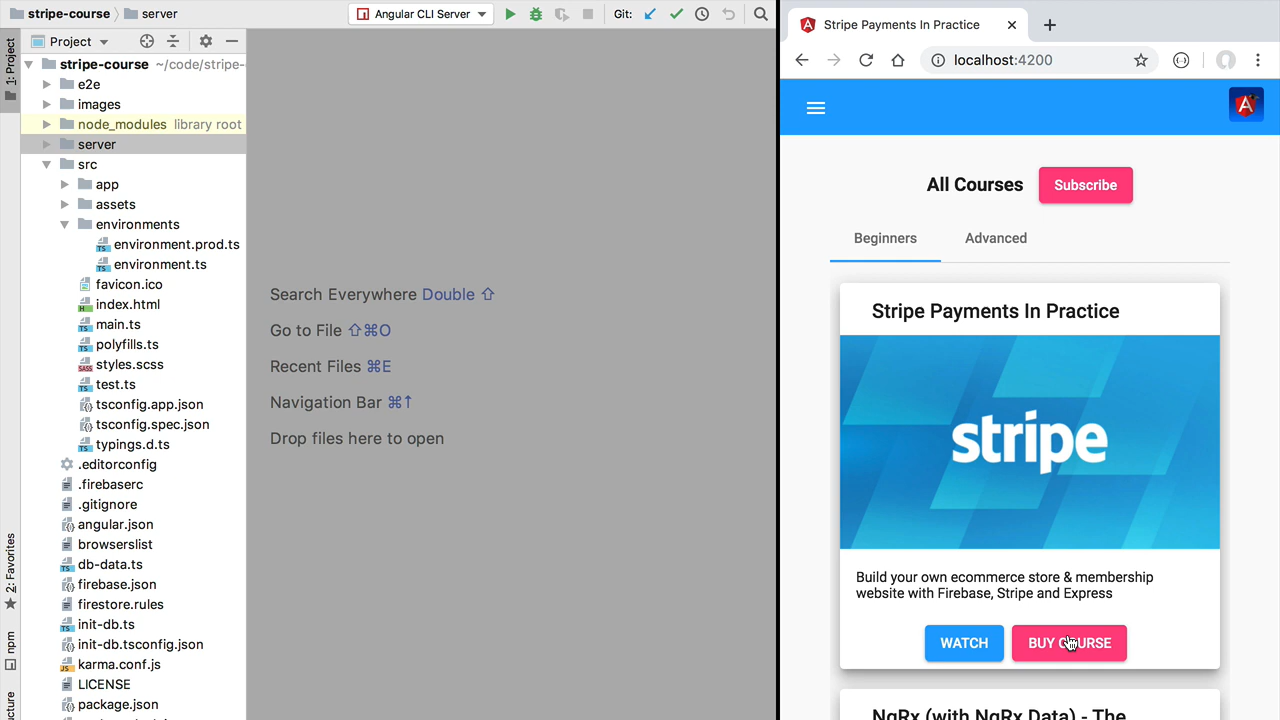 stripe-course
server
Angular CLI Server
Git:
1: Project
Project
stripe-course ~/code/stripe-
e2e
images
node_modules library root
server
src
app
assets
environments
environment.prod.ts
environment.ts
favicon.ico
index.html
main.ts
polyfills.ts
styles.scss
test.ts
tsconfig.app.json
tsconfig.spec.json
typings.d.ts
.editorconfig
.firebaserc
.gitignore
angular.json
browserslist
db-data.ts
firebase.json
firestore.rules
init-db.ts
init-db.tsconfig.json
karma.conf.js
LICENSE
package.json
2: Favorites
npm
Search Everywhere Double ⇧
Go to File ⇧⌘O
Recent Files ⌘E
Navigation Bar ⌘↑
Drop files here to open
Stripe Payments In Practice
localhost:4200
All Courses
Subscribe
Beginners
Advanced
Stripe Payments In Practice
stripe
Build your own ecommerce store & membership
website with Firebase, Stripe and Express
WATCH
BUY COURSE
NgRx (with NgRx Data) - The